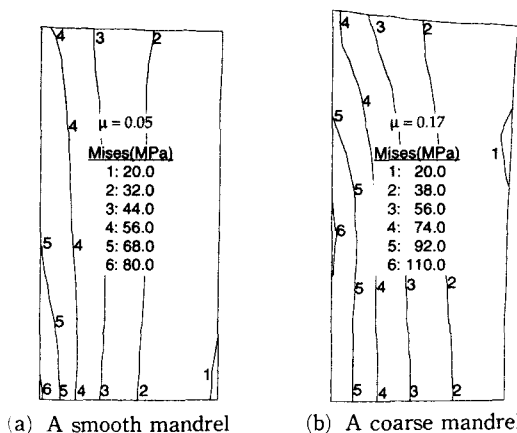 4 3 2
4
μ = 0.05
Mises(MPa)
1: 20.0
2: 32.0
3: 44.0
4: 56.0
5: 68.0
6: 80.0
5 4
5
1
6 5 4 3 2
(a) A smooth mandrel
4 3 2
4
5
μ = 0.17
1
Mises(MPa)
1: 20.0
2: 38.0
3: 56.0
4: 74.0
5: 92.0
6: 110.0
5
6
5 4 3 2
5 4 3 2
(b) A coarse mandrel